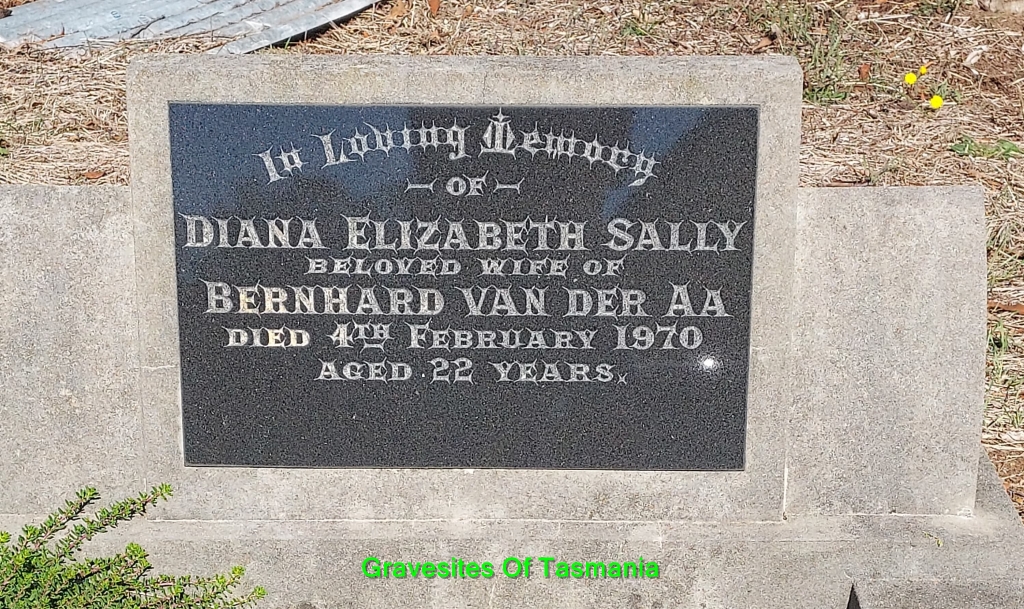 In Loving Memory
— OF —
DIANA ELIZABETH SALLY
BELOVED WIFE OF
BERNHARD VAN DER AA
DIED 4TH FEBRUARY 1970
AGED 22 YEARS.
Gravesites Of Tasmania